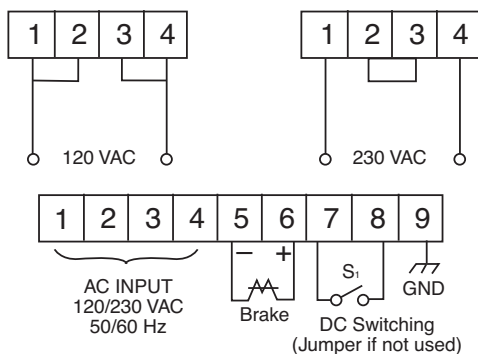 1 2 3 4
120 VAC
1 2 3 4
230 VAC
1 2 3 4 5 6 7 8 9
− +
S1
AC INPUT
120/230 VAC
50/60 Hz
Brake
DC Switching
(Jumper if not used)
GND